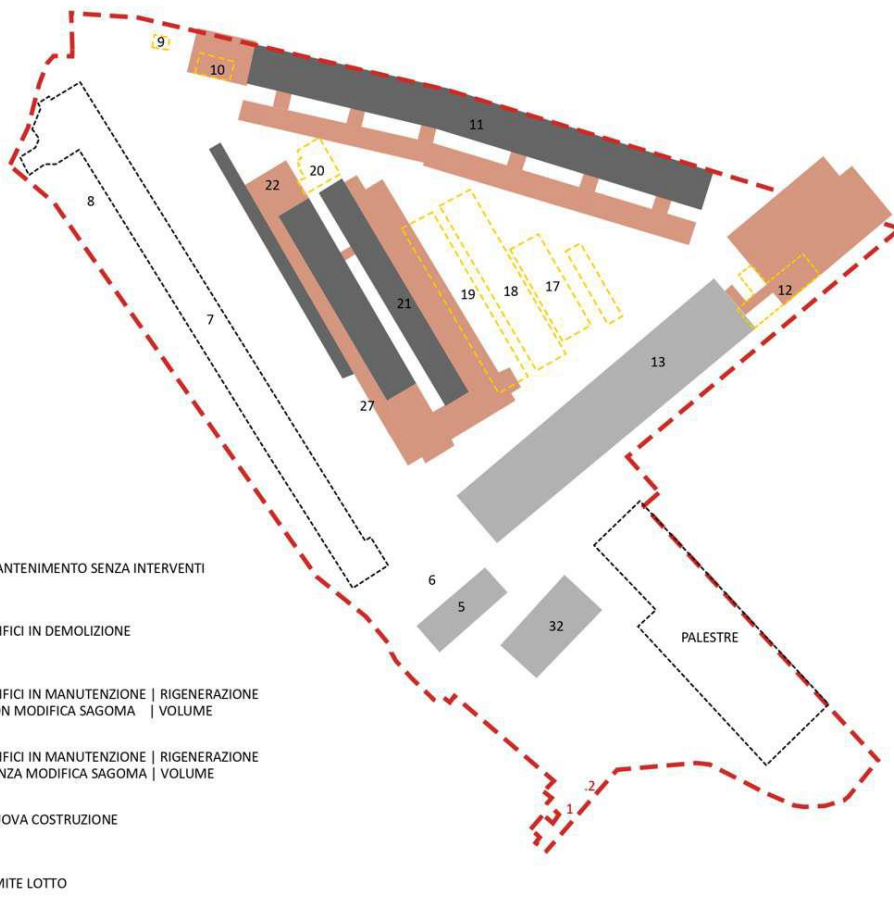 9
10
11
20
22
8
12
19
18
17
21
7
13
27
ANTENIMENTO SENZA INTERVENTI
6
5
32
IFICI IN DEMOLIZIONE
PALESTRE
IFICI IN MANUTENZIONE | RIGENERAZIONE
ON MODIFICA SAGOMA | VOLUME
IFICI IN MANUTENZIONE | RIGENERAZIONE
NZA MODIFICA SAGOMA | VOLUME
.2
1
UOVA COSTRUZIONE
MITE LOTTO